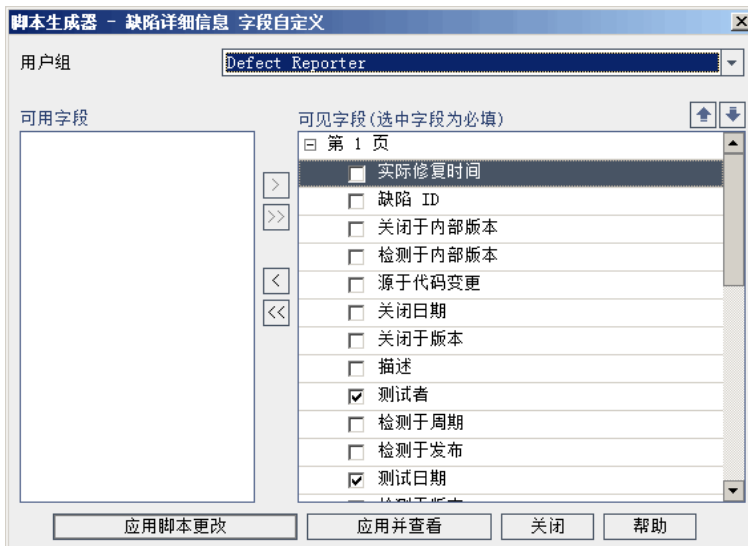 脚本生成器 - 缺陷详细信息 字段自定义
用户组
Defect Reporter
可用字段
可见字段(选中字段为必填)
第 1 页
实际修复时间
缺陷 ID
关闭于内部版本
检测于内部版本
源于代码变更
关闭日期
关闭于版本
描述
测试者
检测于周期
检测于发布
测试日期
应用脚本更改
应用并查看
关闭
帮助